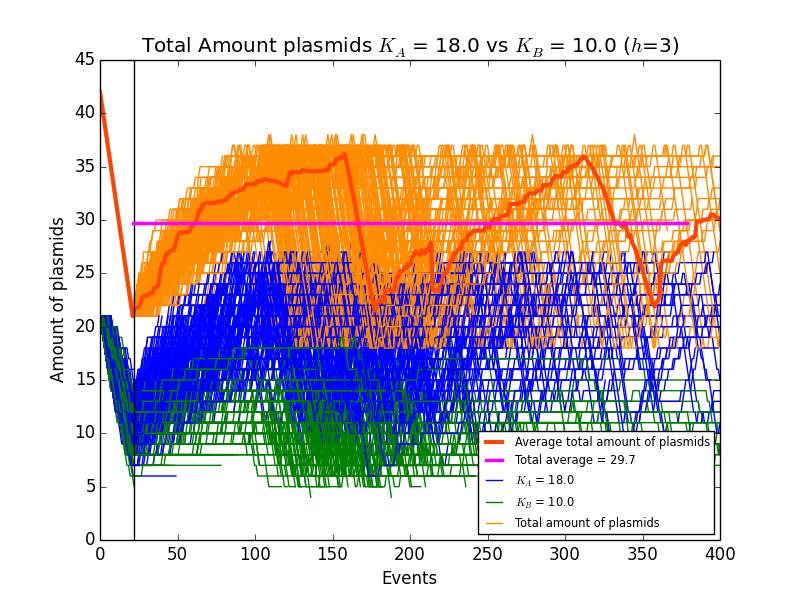 Total Amount plasmids K_A = 18.0 vs K_B = 10.0 (h=3)
45
40
35
30
25
20
15
10
5
0
Amount of plasmids
Average total amount of plasmids
Total average = 29.7
K_A = 18.0
K_B = 10.0
Total amount of plasmids
0 50 100 150 200 250 300 350 400
Events